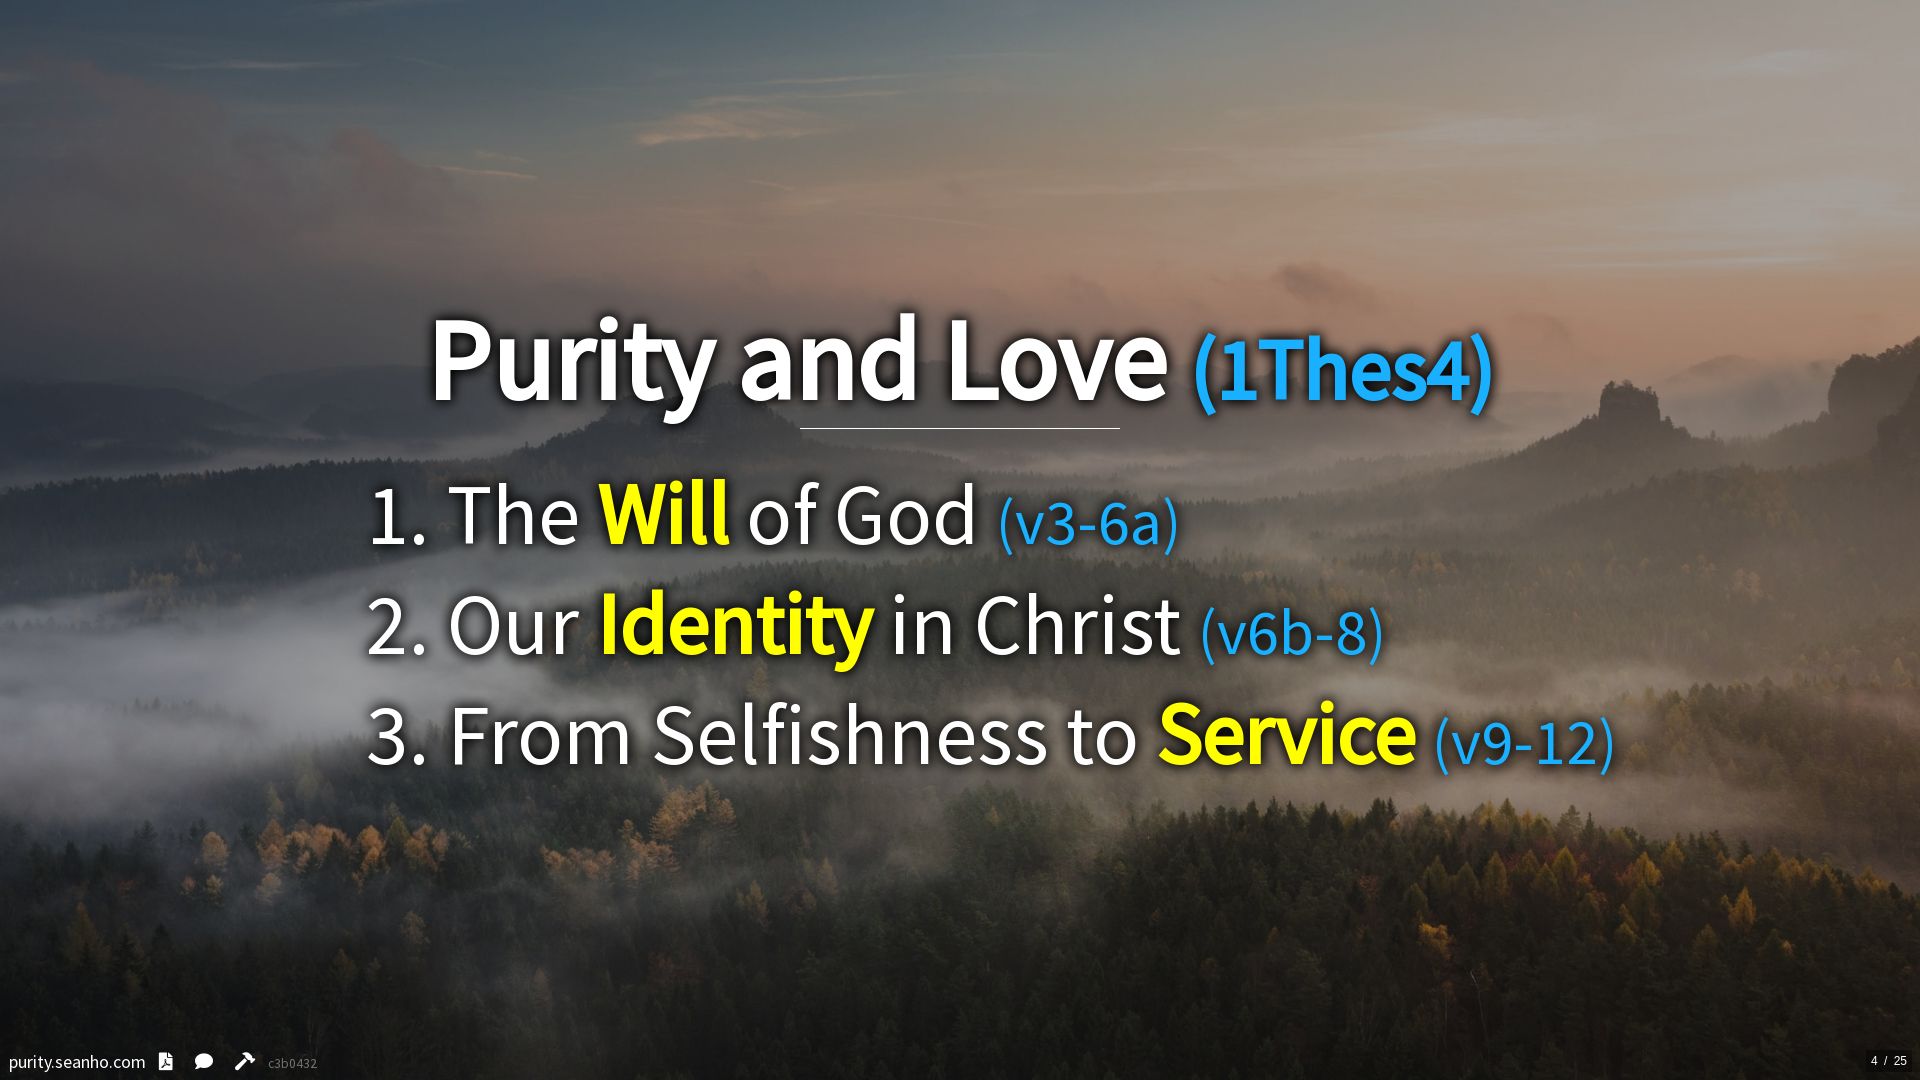 Purity and Love (1Thes4)
1. The Will of God (v3-6a)
2. Our Identity in Christ (v6b-8)
3. From Selfishness to Service (v9-12)
purity.seanho.com c3b0432
4 / 25